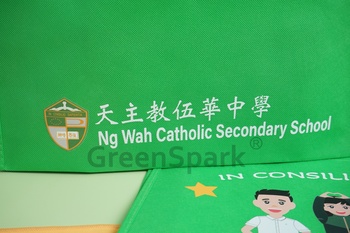 天主教伍華中學
Ng Wah Catholic Secondary School
GreenSpark®
IN CONSILI